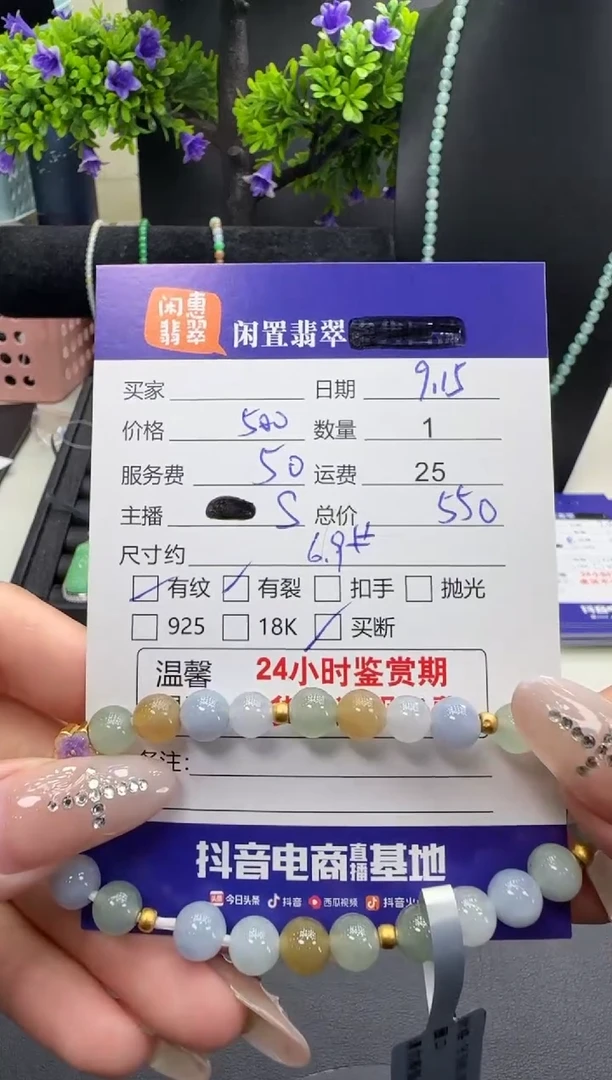 闲惠
翡翠
闲置翡翠
买家 日期 9.15
价格 500 数量 1
服务费 50 运费 25
主播 S 总价 550
尺寸约 6.9#
有纹 有裂 扣手 抛光
925 18K 买断
温馨 24小时鉴赏期
备注:
抖音电商直播基地
头条 今日头条 抖音 西瓜视频 抖音火